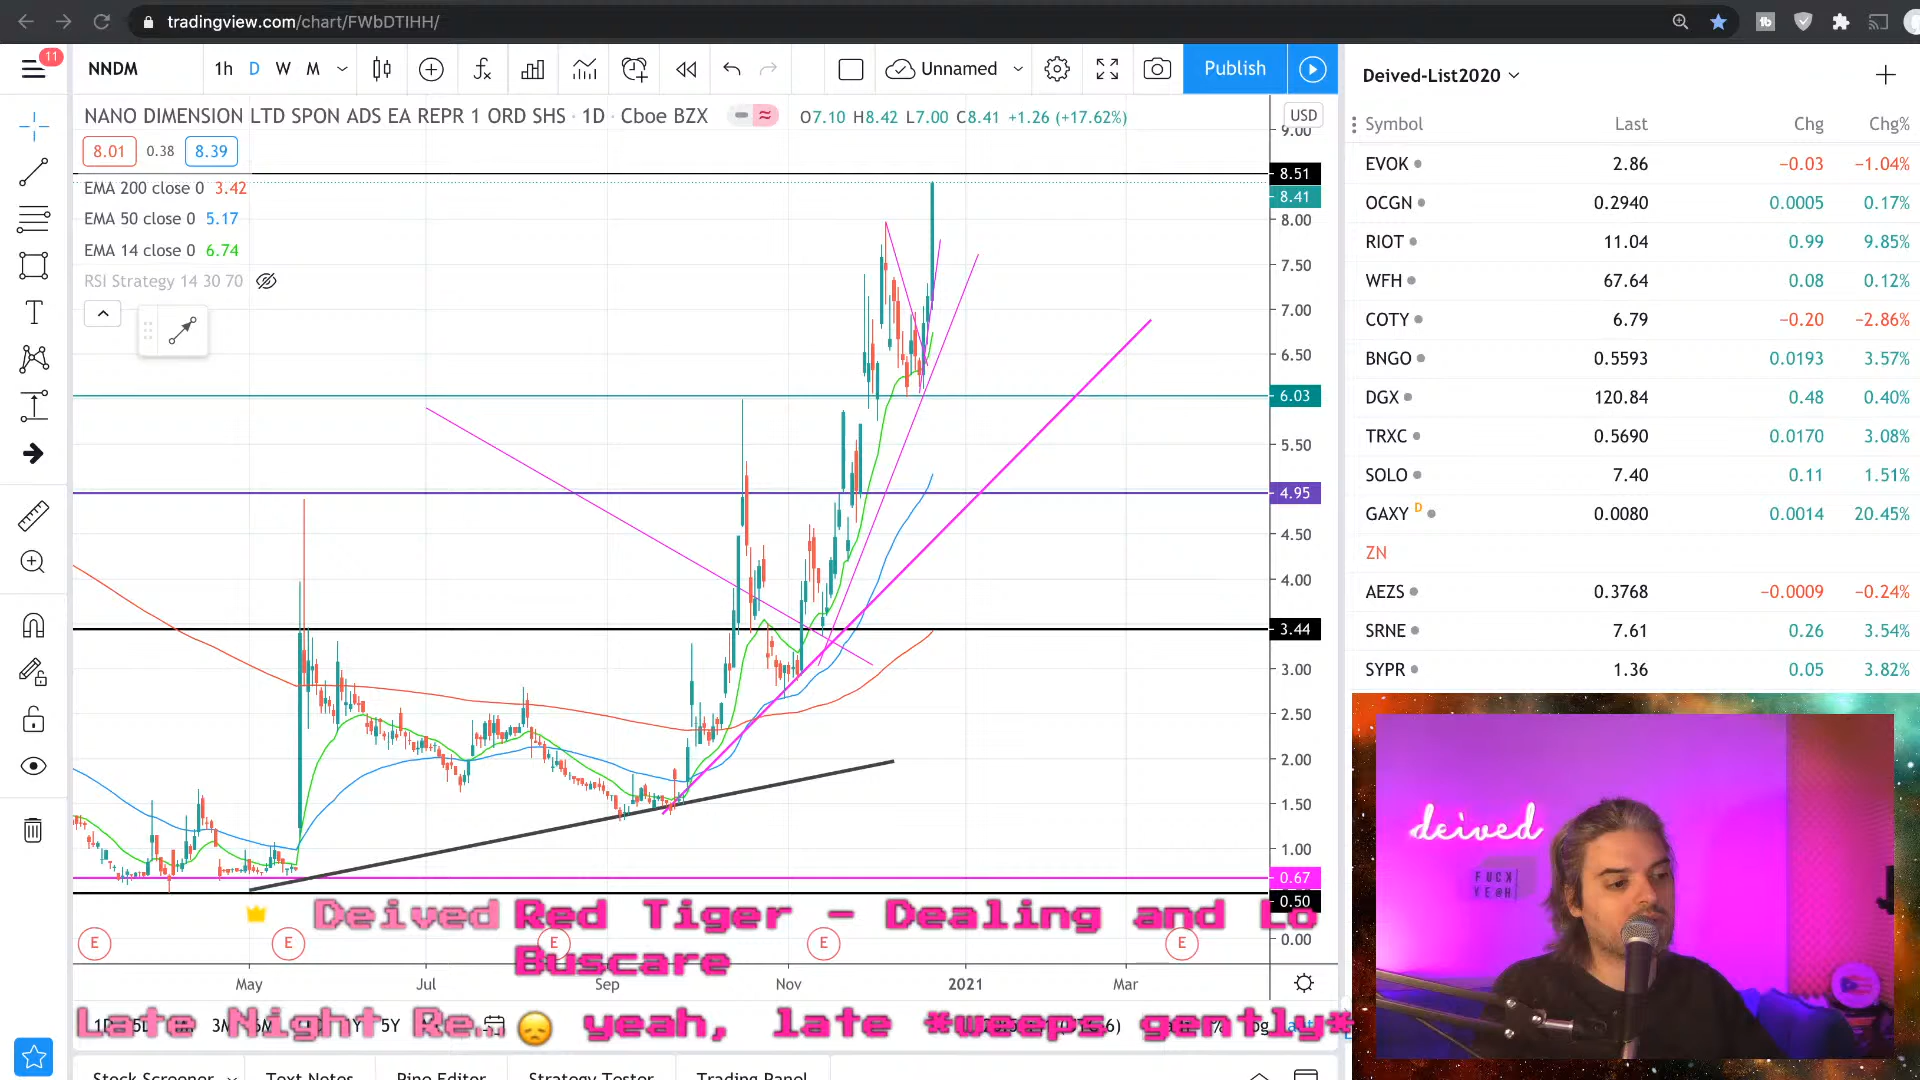 tradingview.com/chart/FWbDTIHH/
11
NNDM
1h D W M
Unnamed
Publish
Deived-List2020
NANO DIMENSION LTD SPON ADS EA REPR 1 ORD SHS · 1D · Cboe BZX
O7.10 H8.42 L7.00 C8.41 +1.26 (+17.62%)
USD
8.01 0.38 8.39
EMA 200 close 0 3.42
EMA 50 close 0 5.17
EMA 14 close 0 6.74
RSI Strategy 14 30 70
9.00
8.51
8.41
8.00
7.50
7.00
6.50
6.03
5.50
4.95
4.50
4.00
3.44
3.00
2.50
2.00
1.50
1.00
0.67
0.50
0.00
Symbol Last Chg Chg%
EVOK 2.86 −0.03 −1.04%
OCGN 0.2940 0.0005 0.17%
RIOT 11.04 0.99 9.85%
WFH 67.64 0.08 0.12%
COTY 6.79 −0.20 −2.86%
BNGO 0.5593 0.0193 3.57%
DGX 120.84 0.48 0.40%
TRXC 0.5690 0.0170 3.08%
SOLO 7.40 0.11 1.51%
GAXY D 0.0080 0.0014 20.45%
ZN
AEZS 0.3768 −0.0009 −0.24%
SRNE 7.61 0.26 3.54%
SYPR 1.36 0.05 3.82%
deived
FUCK
YEAH
Deived Red Tiger - Dealing and Lo
Buscare
E E E E E
May Jul Sep Nov 2021 Mar
Late Night Re… 😞 yeah, late *weeps gently*
5Y
Stock Screener Text Notes Pine Editor Strategy Tester Trading Panel